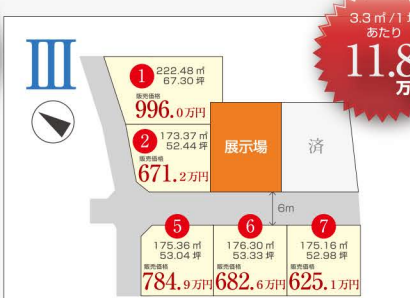 III
3.3㎡/1
あたり
11.8
万
1
222.48㎡
67.30坪
販売価格
996.0万円
2
173.37㎡
52.44坪
販売価格
671.2万円
展示場
済
6m
5
175.36㎡
53.04坪
販売価格
784.9万円
6
176.30㎡
53.33坪
販売価格
682.6万円
7
175.16㎡
52.98坪
販売価格
625.1万円